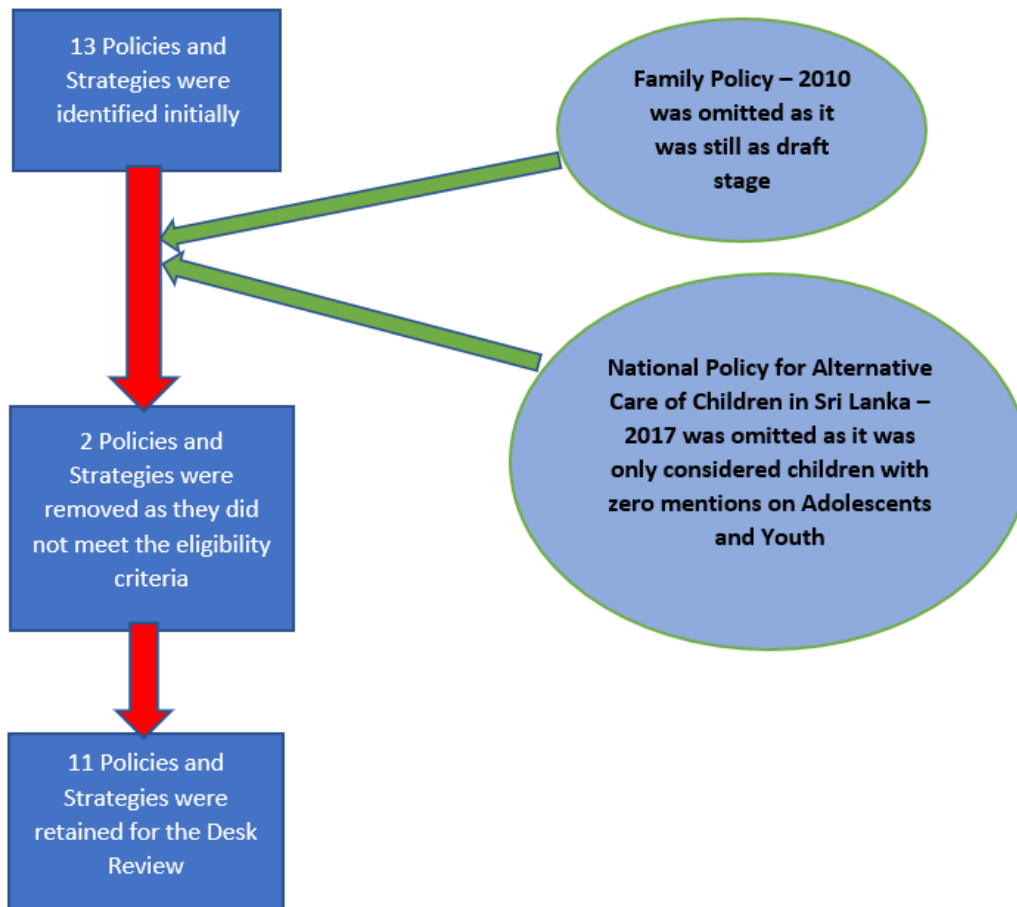 13 Policies and
Strategies were
identified initially
Family Policy – 2010
was omitted as it
was still as draft
stage
National Policy for Alternative
Care of Children in Sri Lanka –
2017 was omitted as it was
only considered children with
zero mentions on Adolescents
and Youth
2 Policies and
Strategies were
removed as they did
not meet the eligibility
criteria
11 Policies and
Strategies were
retained for the Desk
Review